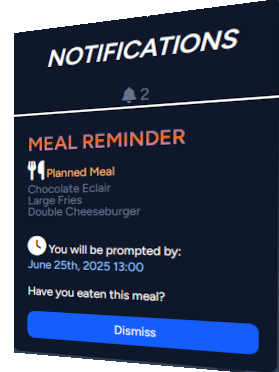 NOTIFICATIONS
2
MEAL REMINDER
Planned Meal
Chocolate Eclair
Large Fries
Double Cheeseburger
You will be prompted by:
June 25th, 2025 13:00
Have you eaten this meal?
Dismiss